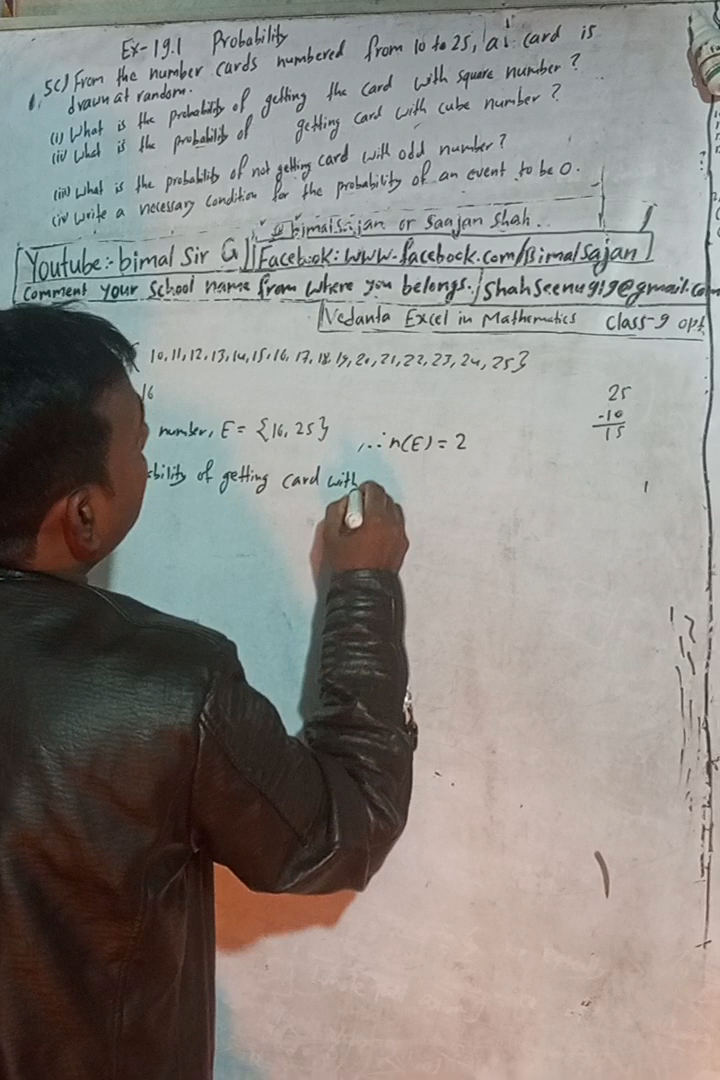 Ex-19.1 Probability
5c) From the number cards numbered from 10 to 25, a card is
drawn at random.
(i) What is the probability of getting the card with square number?
(ii) What is the probability of getting card with cube number?
(iii) What is the probability of not getting card with odd number?
(iv) Write a necessary condition for the probability of an event to be 0.
@bimalsajan or Saajan Shah.
Youtube:- bimal Sir G Facebook: www.facebook.com/Bimalsajan
Comment your School name from where you belongs. shahseenu919@gmail.com
Vedanta Excel in Mathematics Class-9 opt
10, 11, 12, 13, 14, 15, 16, 17, 18, 19, 20, 21, 22, 23, 24, 25}
16
25
-10
15
number, E = {16, 25} ∴ n(E) = 2
bility of getting card with